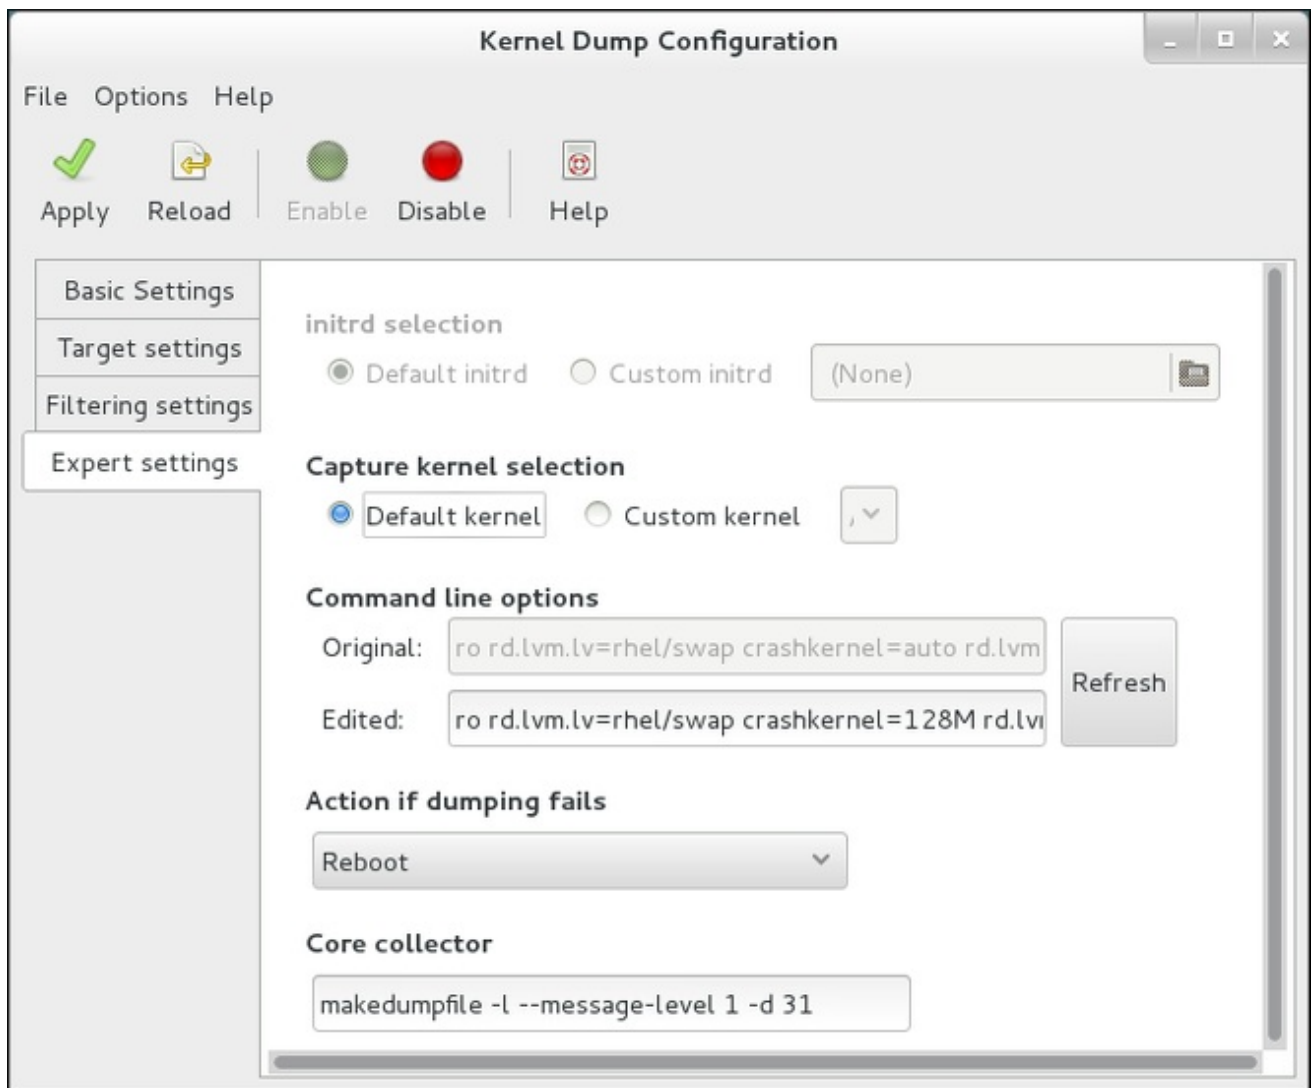 Kernel Dump Configuration
File Options Help
Apply Reload Enable Disable Help
Basic Settings
Target settings
Filtering settings
Expert settings
initrd selection
Default initrd Custom initrd (None)
Capture kernel selection
Default kernel Custom kernel
Command line options
Original: ro rd.lvm.lv=rhel/swap crashkernel=auto rd.lvm
Refresh
Edited: ro rd.lvm.lv=rhel/swap crashkernel=128M rd.lv
Action if dumping fails
Reboot
Core collector
makedumpfile -l --message-level 1 -d 31